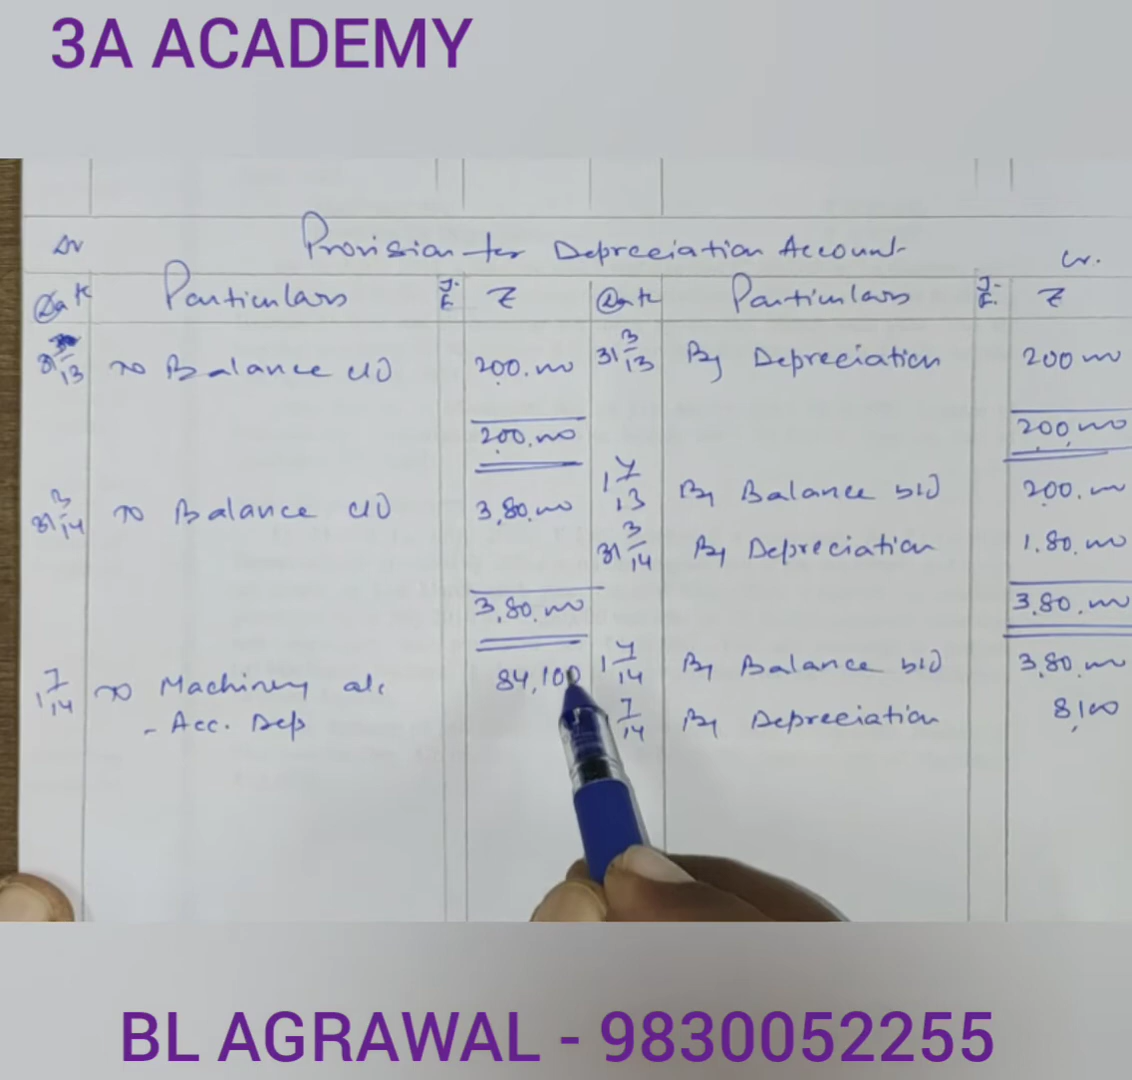 3A ACADEMY
Dr Provision for Depreciation Account Cr.
Date Particulars J.F. ₹ Date Particulars J.F. ₹
31/3/13 To Balance c/d 200,000 31/3/13 By Depreciation 200000
200,000 200,000
1/4/13 By Balance b/d 200,000
31/3/14 To Balance c/d 3,80,000 31/3/14 By Depreciation 1,80,000
3,80,000 3,80,000
1/7/14 To Machinery a/c 84,100 1/4/14 By Balance b/d 3,80,000
- Acc. Dep 1/7/14 By Depreciation 8,100
BL AGRAWAL - 9830052255